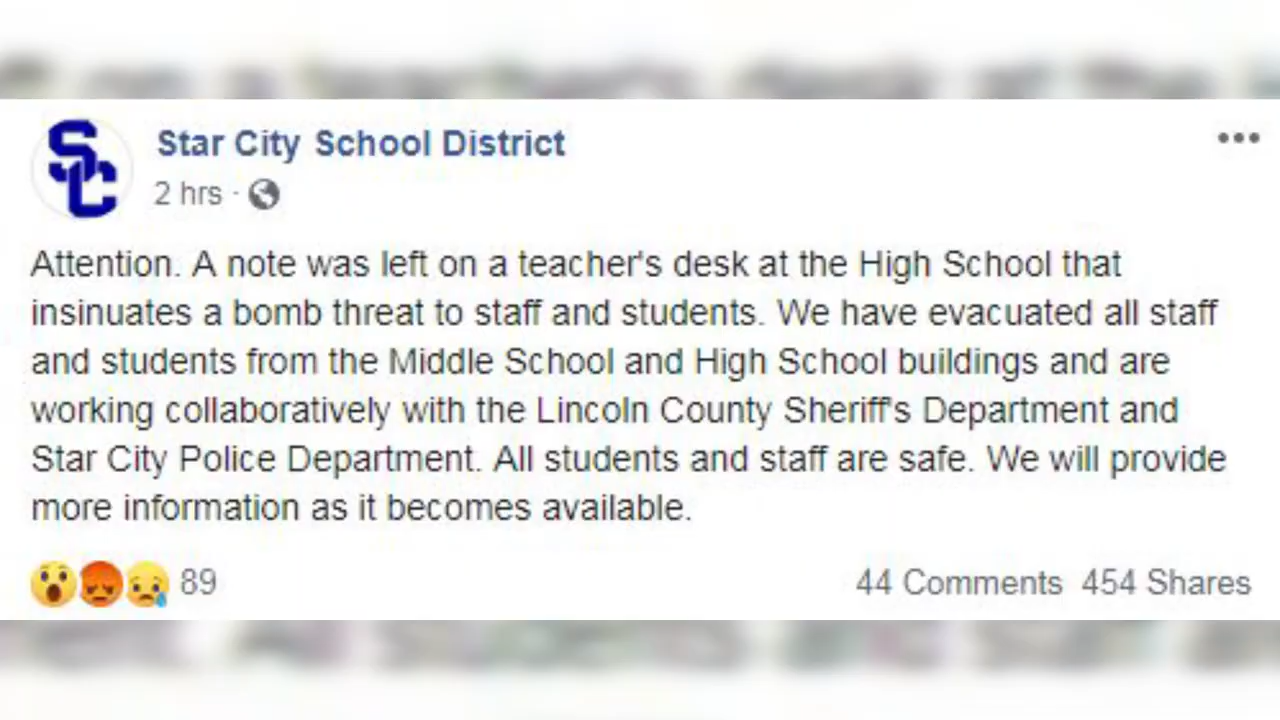 SC
Star City School District
2 hrs ·
Attention. A note was left on a teacher's desk at the High School that
insinuates a bomb threat to staff and students. We have evacuated all staff
and students from the Middle School and High School buildings and are
working collaboratively with the Lincoln County Sheriff's Department and
Star City Police Department. All students and staff are safe. We will provide
more information as it becomes available.
89
44 Comments 454 Shares